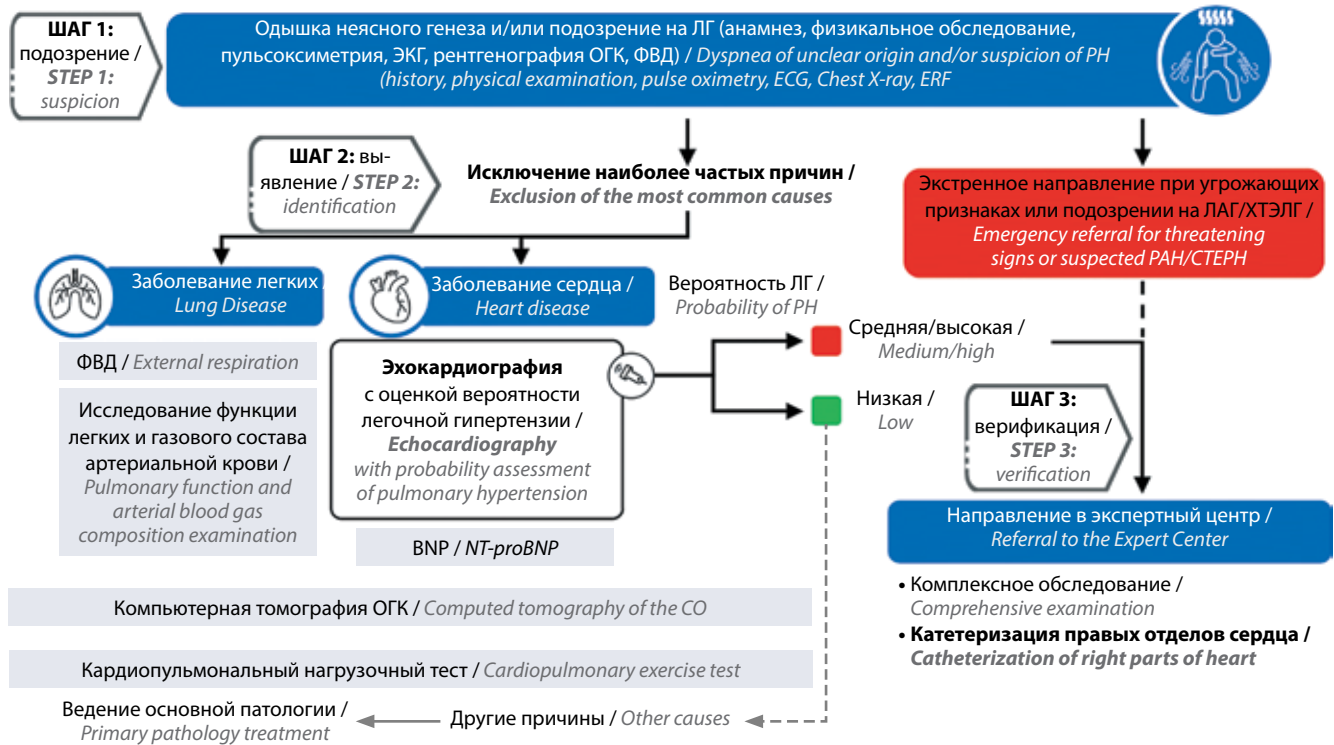 ШАГ 1:
подозрение /
STEP 1:
suspicion
Одышка неясного генеза и/или подозрение на ЛГ (анамнез, физикальное обследование,
пульсоксиметрия, ЭКГ, рентгенография ОГК, ФВД) / Dyspnea of unclear origin and/or suspicion of PH
(history, physical examination, pulse oximetry, ECG, Chest X-ray, ERF
ШАГ 2: вы-
явление / STEP 2:
identification
Исключение наиболее частых причин /
Exclusion of the most common causes
Экстренное направление при угрожающих
признаках или подозрении на ЛАГ/ХТЭЛГ /
Emergency referral for threatening
signs or suspected PAH/CTEPH
Заболевание легких /
Lung Disease
Заболевание сердца /
Heart disease
Вероятность ЛГ /
Probability of PH
Средняя/высокая /
Medium/high
Низкая /
Low
ФВД / External respiration
Исследование функции
легких и газового состава
артериальной крови /
Pulmonary function and
arterial blood gas
composition examination
Эхокардиография
с оценкой вероятности
легочной гипертензии /
Echocardiography
with probability assessment
of pulmonary hypertension
BNP / NT-proBNP
ШАГ 3:
верификация /
STEP 3:
verification
Направление в экспертный центр /
Referral to the Expert Center
• Комплексное обследование /
Comprehensive examination
• Катетеризация правых отделов сердца /
Catheterization of right parts of heart
Компьютерная томография ОГК / Computed tomography of the CO
Кардиопульмональный нагрузочный тест / Cardiopulmonary exercise test
Ведение основной патологии /
Primary pathology treatment
Другие причины / Other causes